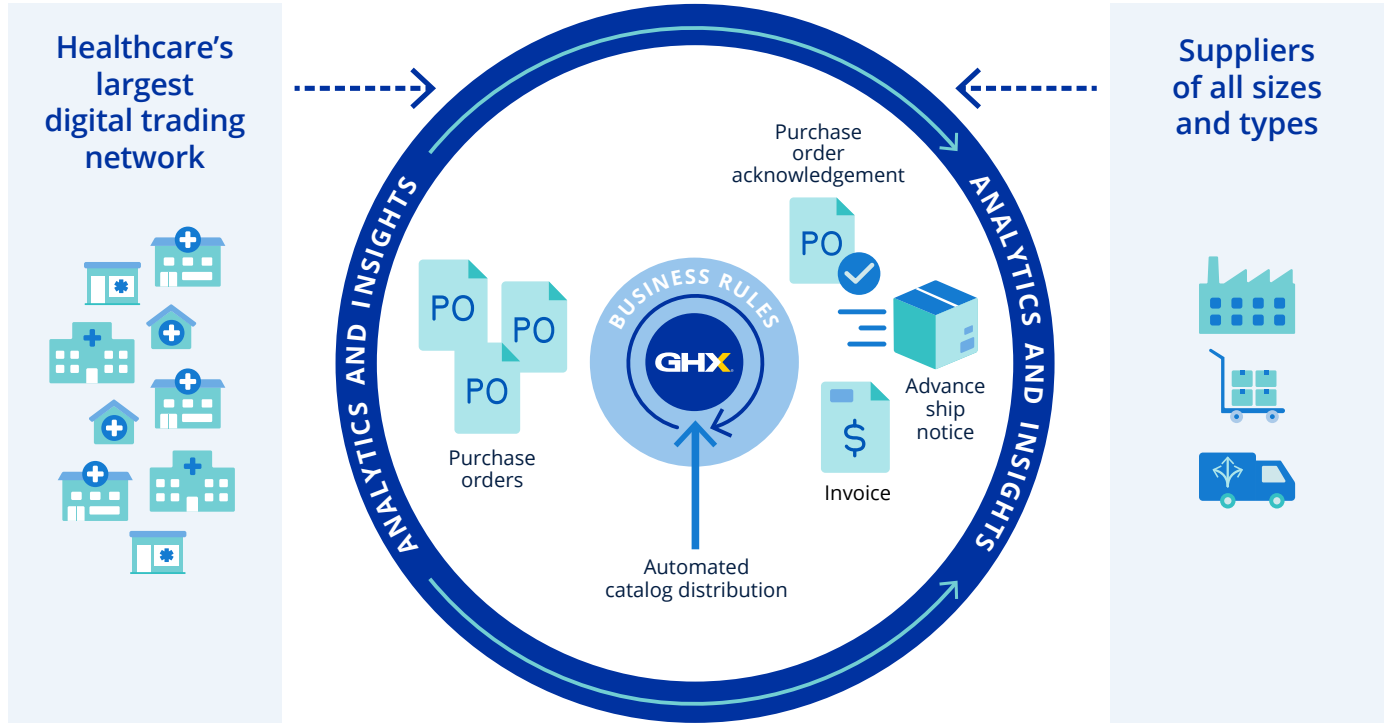 Healthcare's
largest
digital trading
network
ANALYTICS AND INSIGHTS
PO
PO
PO
Purchase
orders
BUSINESS RULES
GHX
Automated
catalog distribution
Purchase
order
acknowledgement
PO
Advance
ship
notice
$
Invoice
ANALYTICS AND INSIGHTS
Suppliers
of all sizes
and types